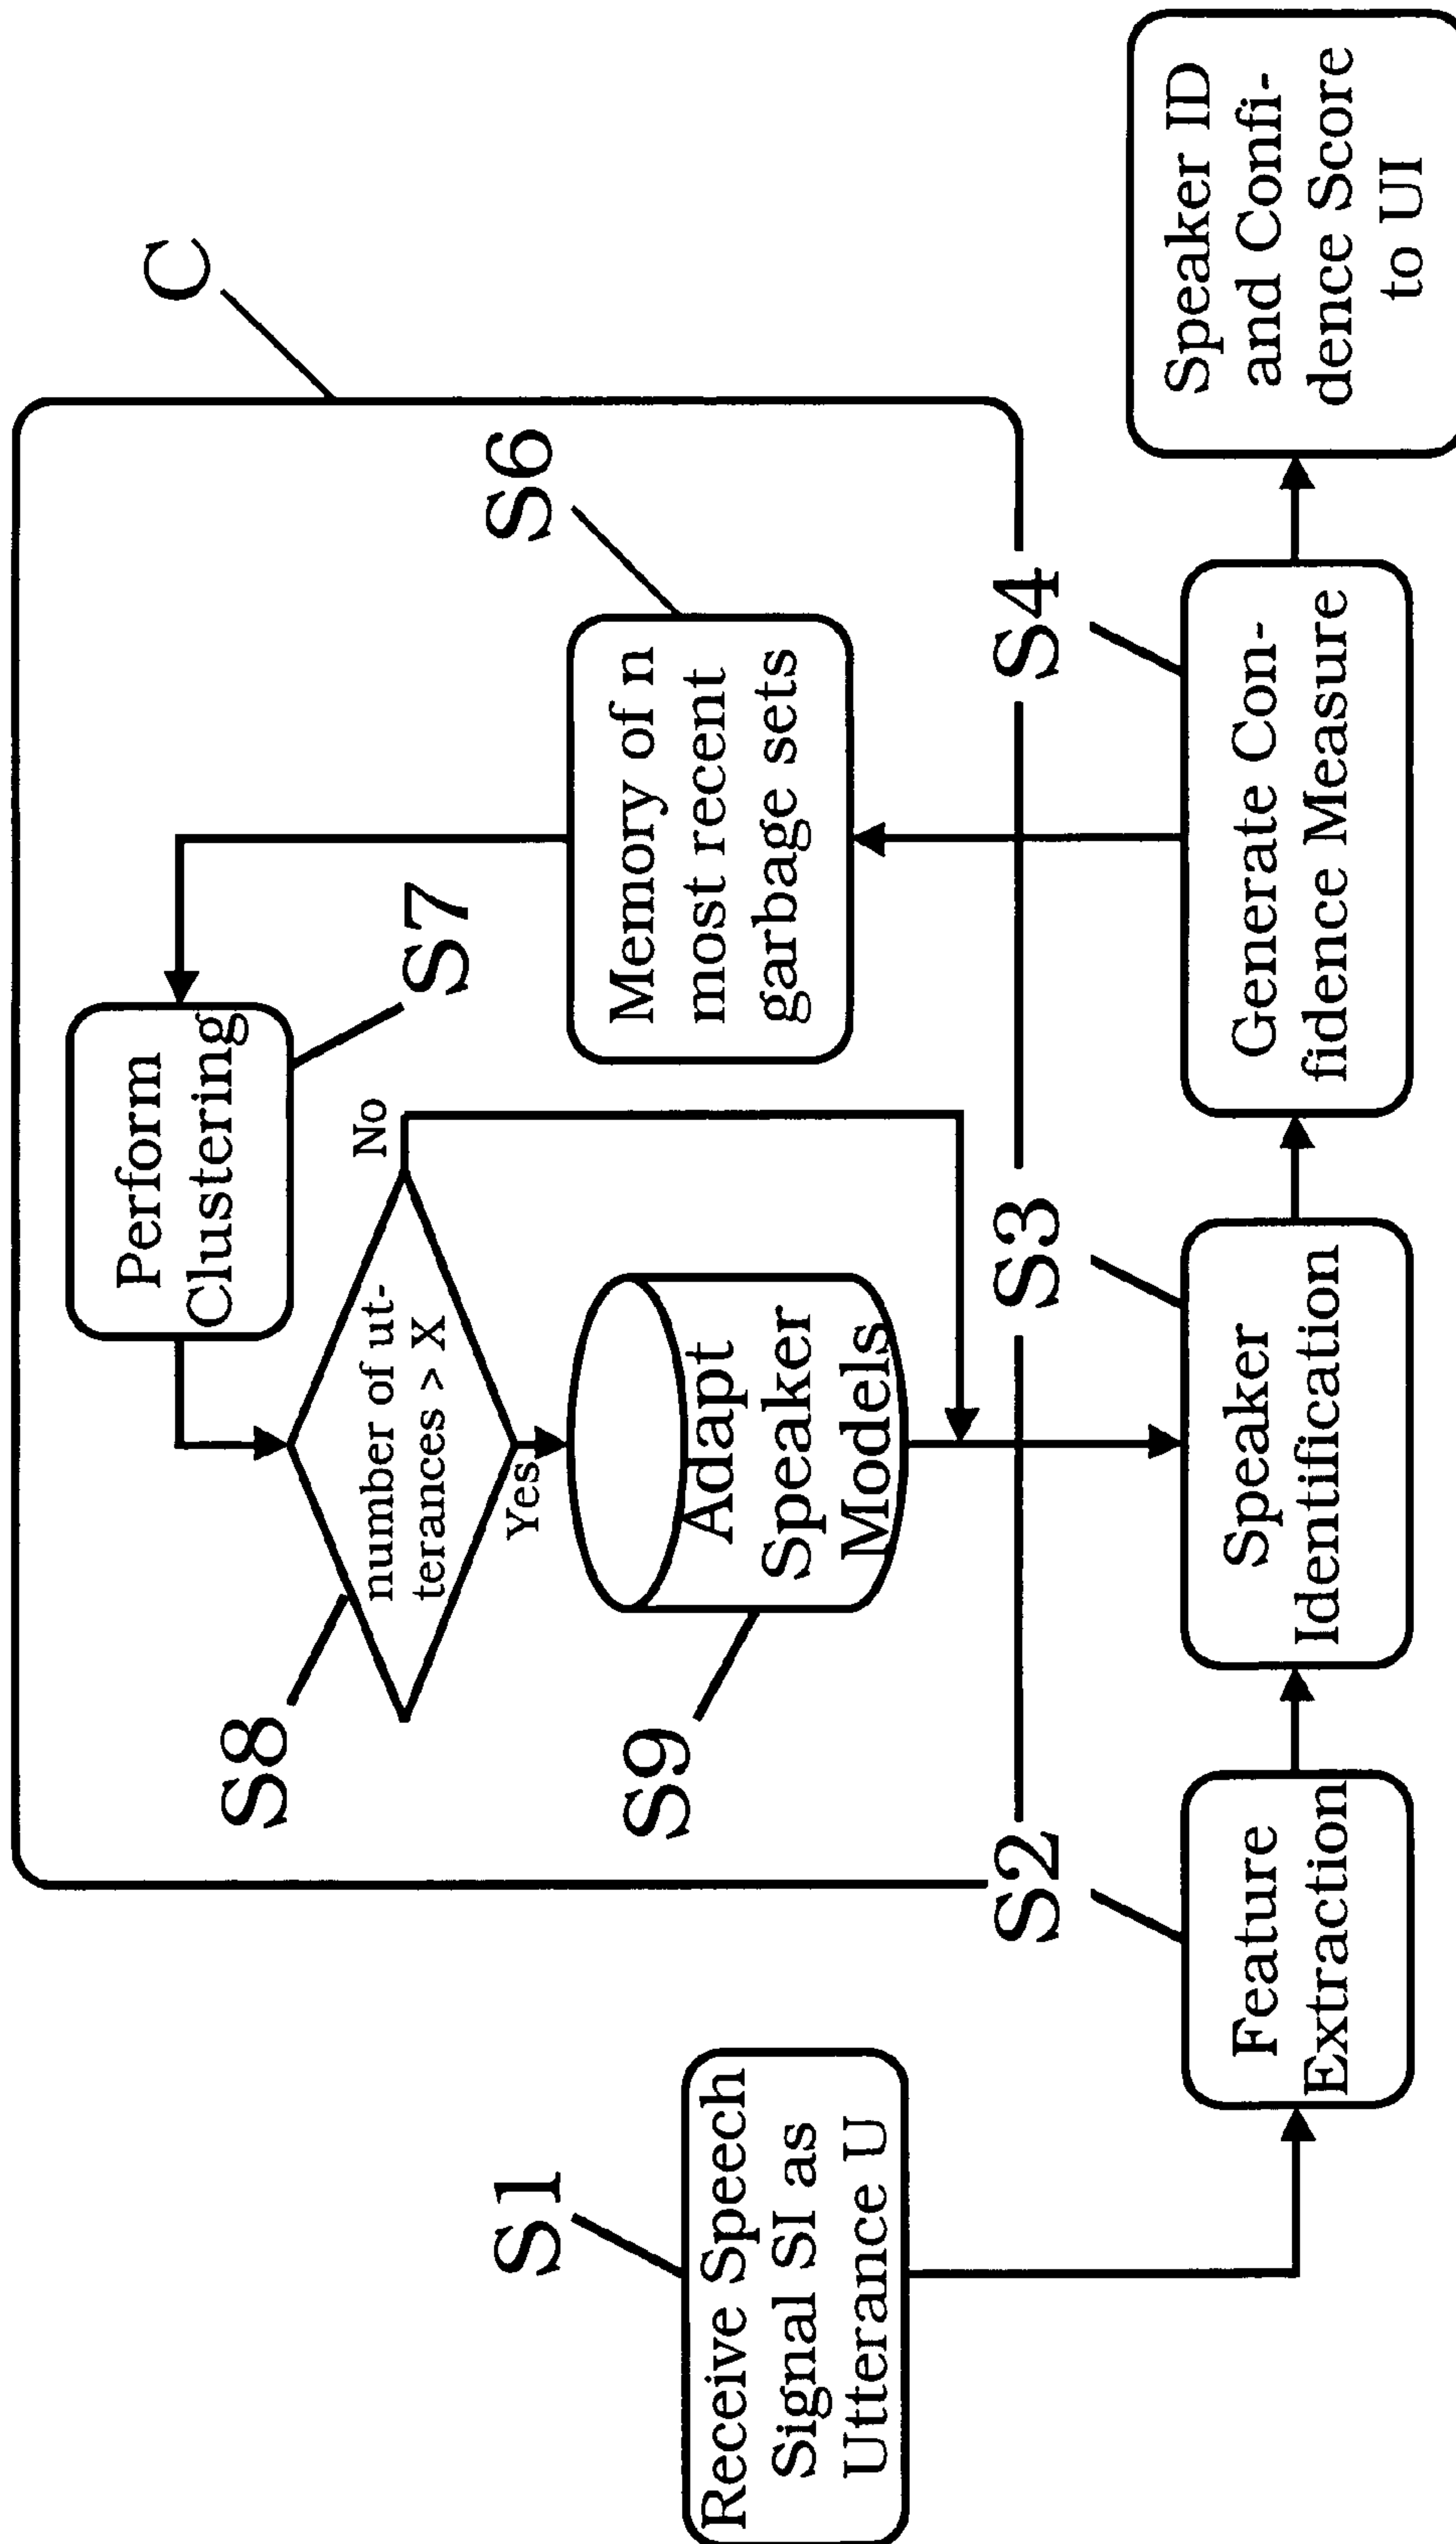 C
S6
Memory of n
most recent
garbage sets
S7
Perform
Clustering
S8
number of ut-
terances > X
No
Yes
S9
Adapt
Speaker
Models
S1
Receive Speech
Signal SI as
Utterance U
S2
Feature
Extraction
S3
Speaker
Identification
S4
Generate Con-
fidence Measure
Speaker ID
and Confi-
dence Score
to UI